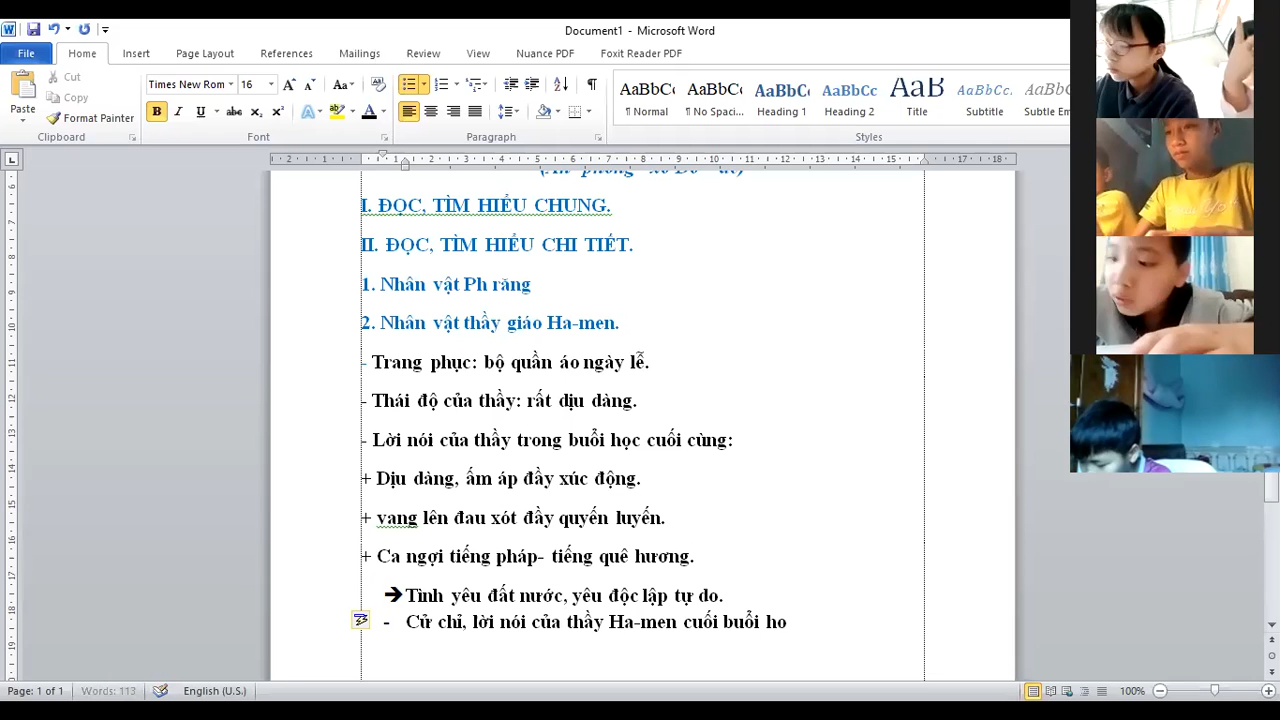 Document1 - Microsoft Word
File Home Insert Page Layout References Mailings Review View Nuance PDF Foxit Reader PDF
Paste
Cut
Copy
Format Painter
Clipboard
Times New Rom 16
Font
Paragraph
AaBbCc AaBbCc AaBbCc AaBbCc AaB AaBbCc. AaBbCc
¶ Normal ¶ No Spaci... Heading 1 Heading 2 Title Subtitle Subtle Em
Styles
I. ĐỌC, TÌM HIỂU CHUNG.
II. ĐỌC, TÌM HIỂU CHI TIẾT.
1. Nhân vật Ph răng
2. Nhân vật thầy giáo Ha-men.
- Trang phục: bộ quần áo ngày lễ.
- Thái độ của thầy: rất dịu dàng.
- Lời nói của thầy trong buổi học cuối cùng:
+ Dịu dàng, ấm áp đầy xúc động.
+ vang lên đau xót đầy quyến luyến.
+ Ca ngợi tiếng pháp- tiếng quê hương.
➔ Tình yêu đất nước, yêu độc lập tự do.
- Cử chỉ, lời nói của thầy Ha-men cuối buổi ho
Page: 1 of 1 Words: 113 English (U.S.) 100%